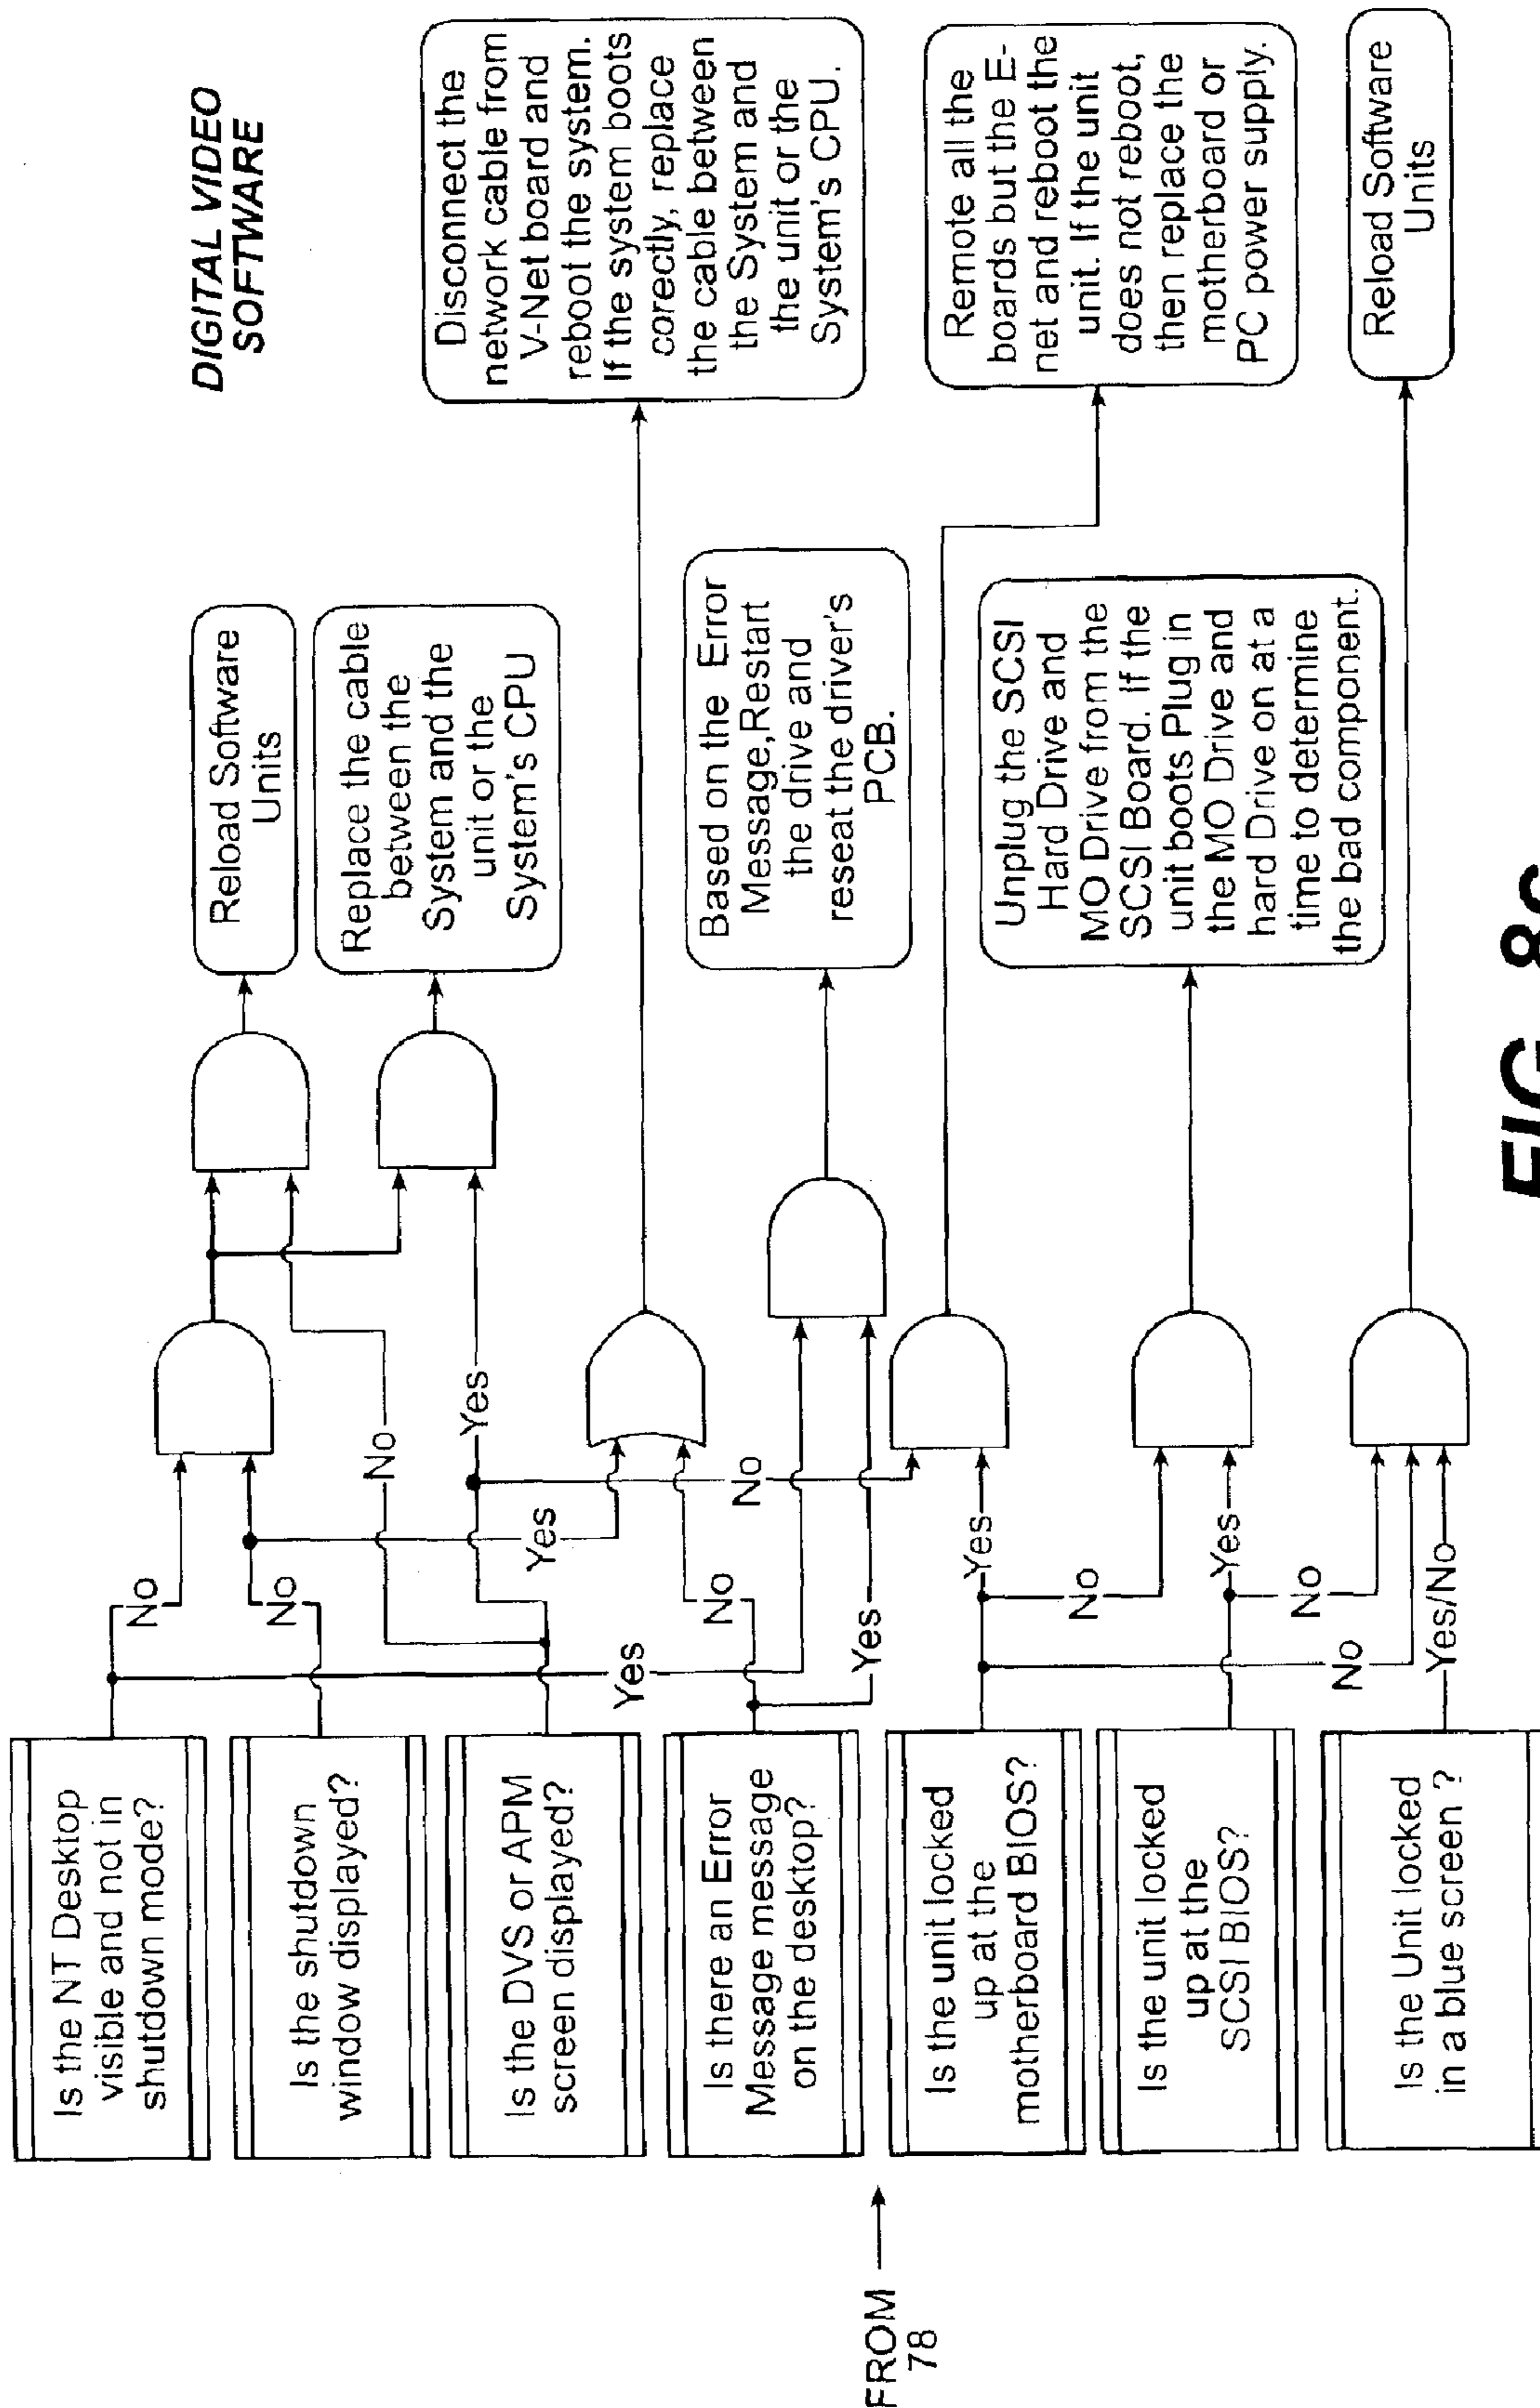 DIGITAL VIDEO
SOFTWARE
FROM
78
Is the NT Desktop
visible and not in
shutdown mode?
Is the shutdown
window displayed?
Is the DVS or APM
screen displayed?
Is there an Error
Message message
on the desktop?
Is the unit locked
up at the
motherboard BIOS?
Is the unit locked
up at the
SCSI BIOS?
Is the Unit locked
in a blue screen ?
No
No
Yes
No
Yes
Yes
No
Yes
No
Yes
No
No
Yes
No
Yes/No
Reload Software
Units
Replace the cable
between the
System and the
unit or the
System's CPU
Disconnect the
network cable from
V-Net board and
reboot the system.
If the system boots
corectly, replace
the cable between
the System and
the unit or the
System's CPU.
Based on the Error
Message,Restart
the drive and
reseat the driver's
PCB.
Remote all the
boards but the E-
net and reboot the
unit. If the unit
does not reboot,
then replace the
motherboard or
PC power supply.
Unplug the SCSI
Hard Drive and
MO Drive from the
SCSI Board. If the
unit boots Plug in
the MO Drive and
hard Drive on at a
time to determine
the bad component.
Reload Software
Units
FIG.